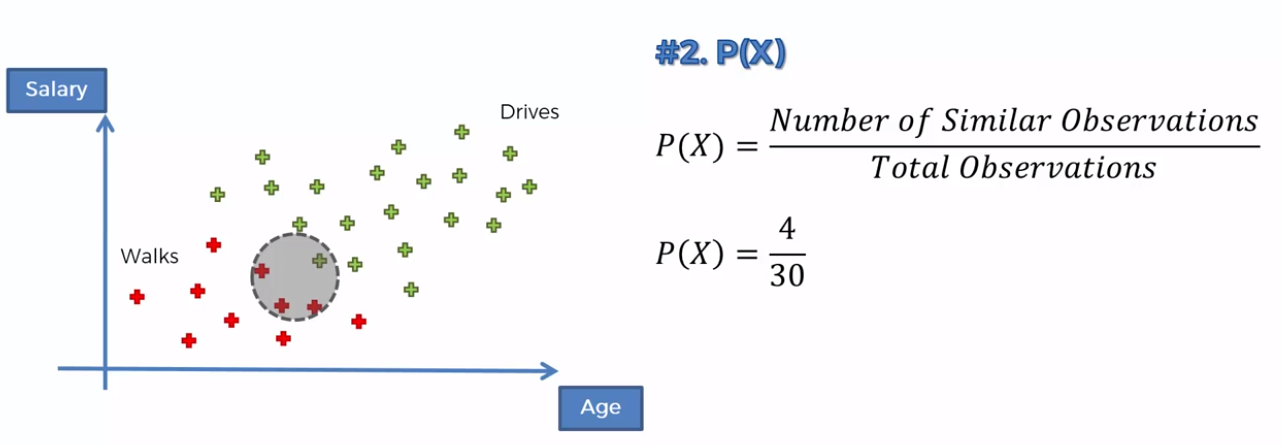 #2. P(X)
Salary
Drives
Walks
Age
P(X) = Number of Similar Observations / Total Observations
P(X) = 4 / 30